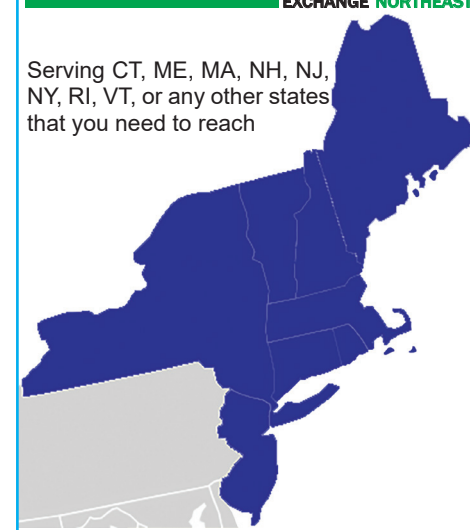 EXCHANGE NORTHEAST
Serving CT, ME, MA, NH, NJ,
NY, RI, VT, or any other states
that you need to reach